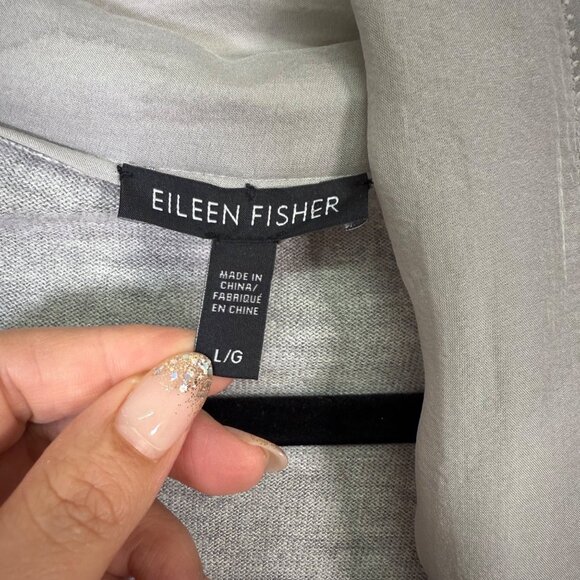 EILEEN FISHER
MADE IN
CHINA/
FABRIQUÉ
EN CHINE
L/G